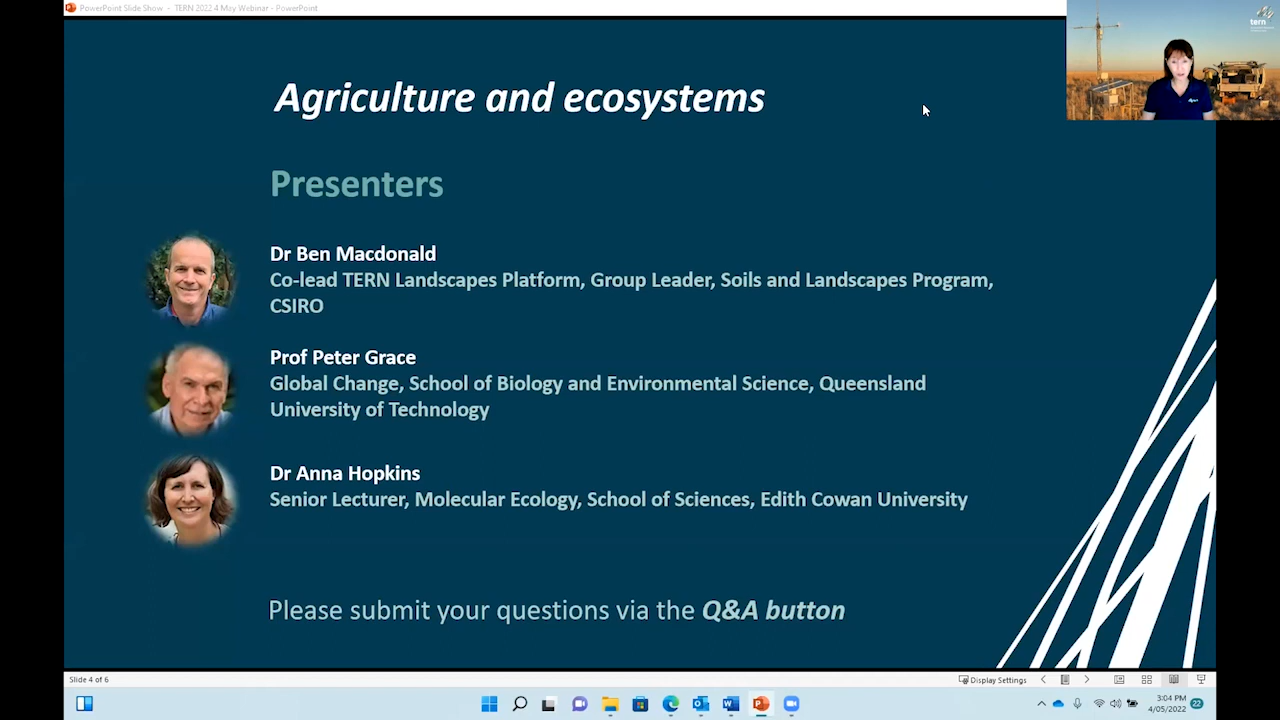 PowerPoint Slide Show - TERN 2022 4 May Webinar - PowerPoint
tern
Agriculture and ecosystems
Presenters
Dr Ben Macdonald
Co-lead TERN Landscapes Platform, Group Leader, Soils and Landscapes Program,
CSIRO
Prof Peter Grace
Global Change, School of Biology and Environmental Science, Queensland
University of Technology
Dr Anna Hopkins
Senior Lecturer, Molecular Ecology, School of Sciences, Edith Cowan University
Please submit your questions via the Q&A button
Slide 4 of 6
Display Settings
3:04 PM
4/05/2022
22